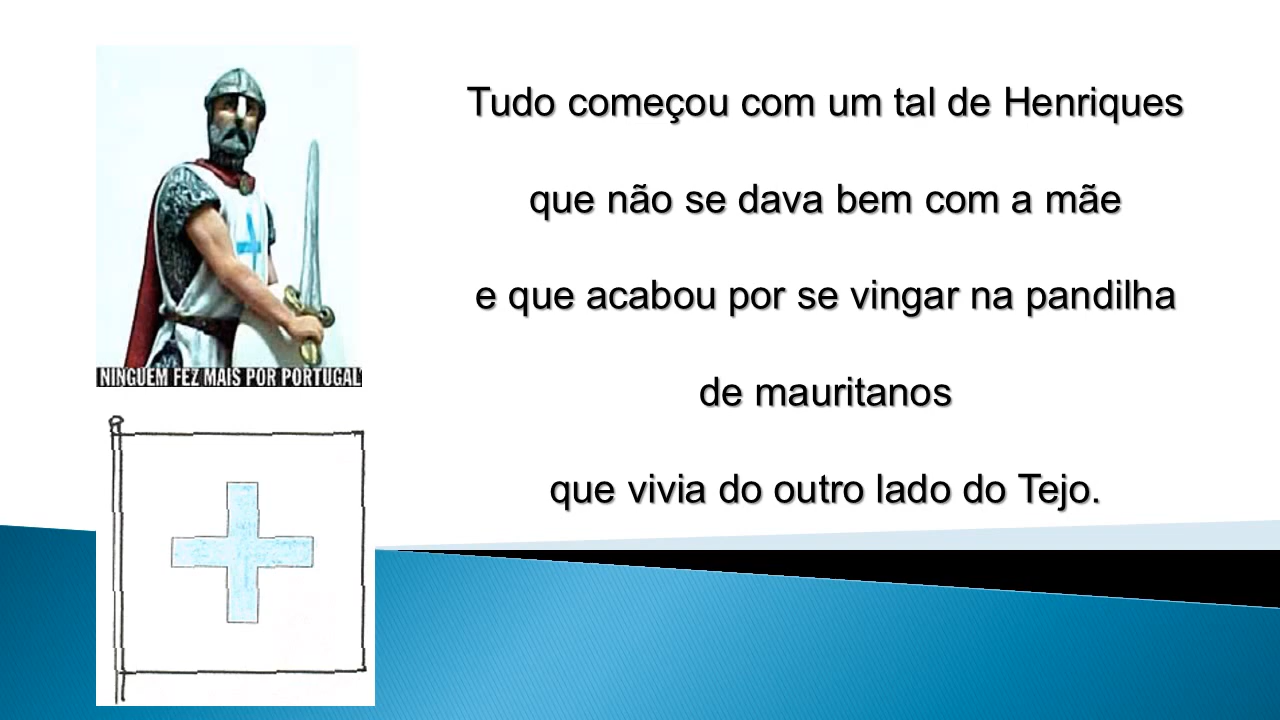 Tudo começou com um tal de Henriques
que não se dava bem com a mãe
e que acabou por se vingar na pandilha
de mauritanos
que vivia do outro lado do Tejo.
NINGUEM FEZ MAIS POR PORTUGAL